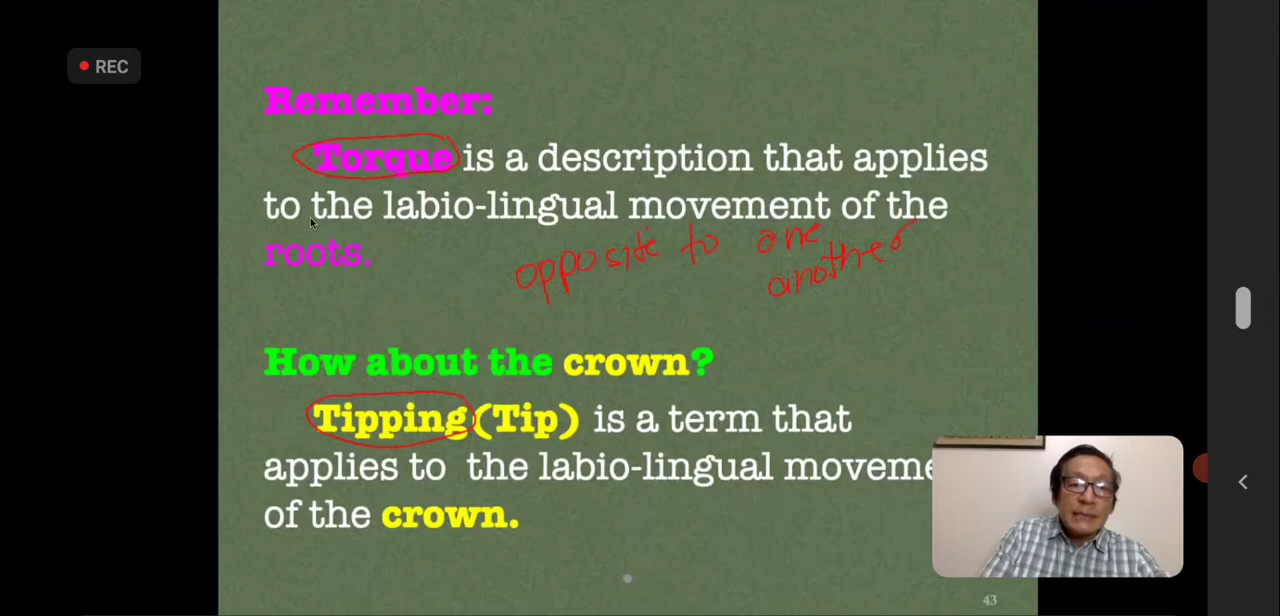 REC
Remember:
Torque is a description that applies
to the labio-lingual movement of the
roots.
opposite to one
another
How about the crown?
Tipping (Tip) is a term that
applies to the labio-lingual moveme
of the crown.
43